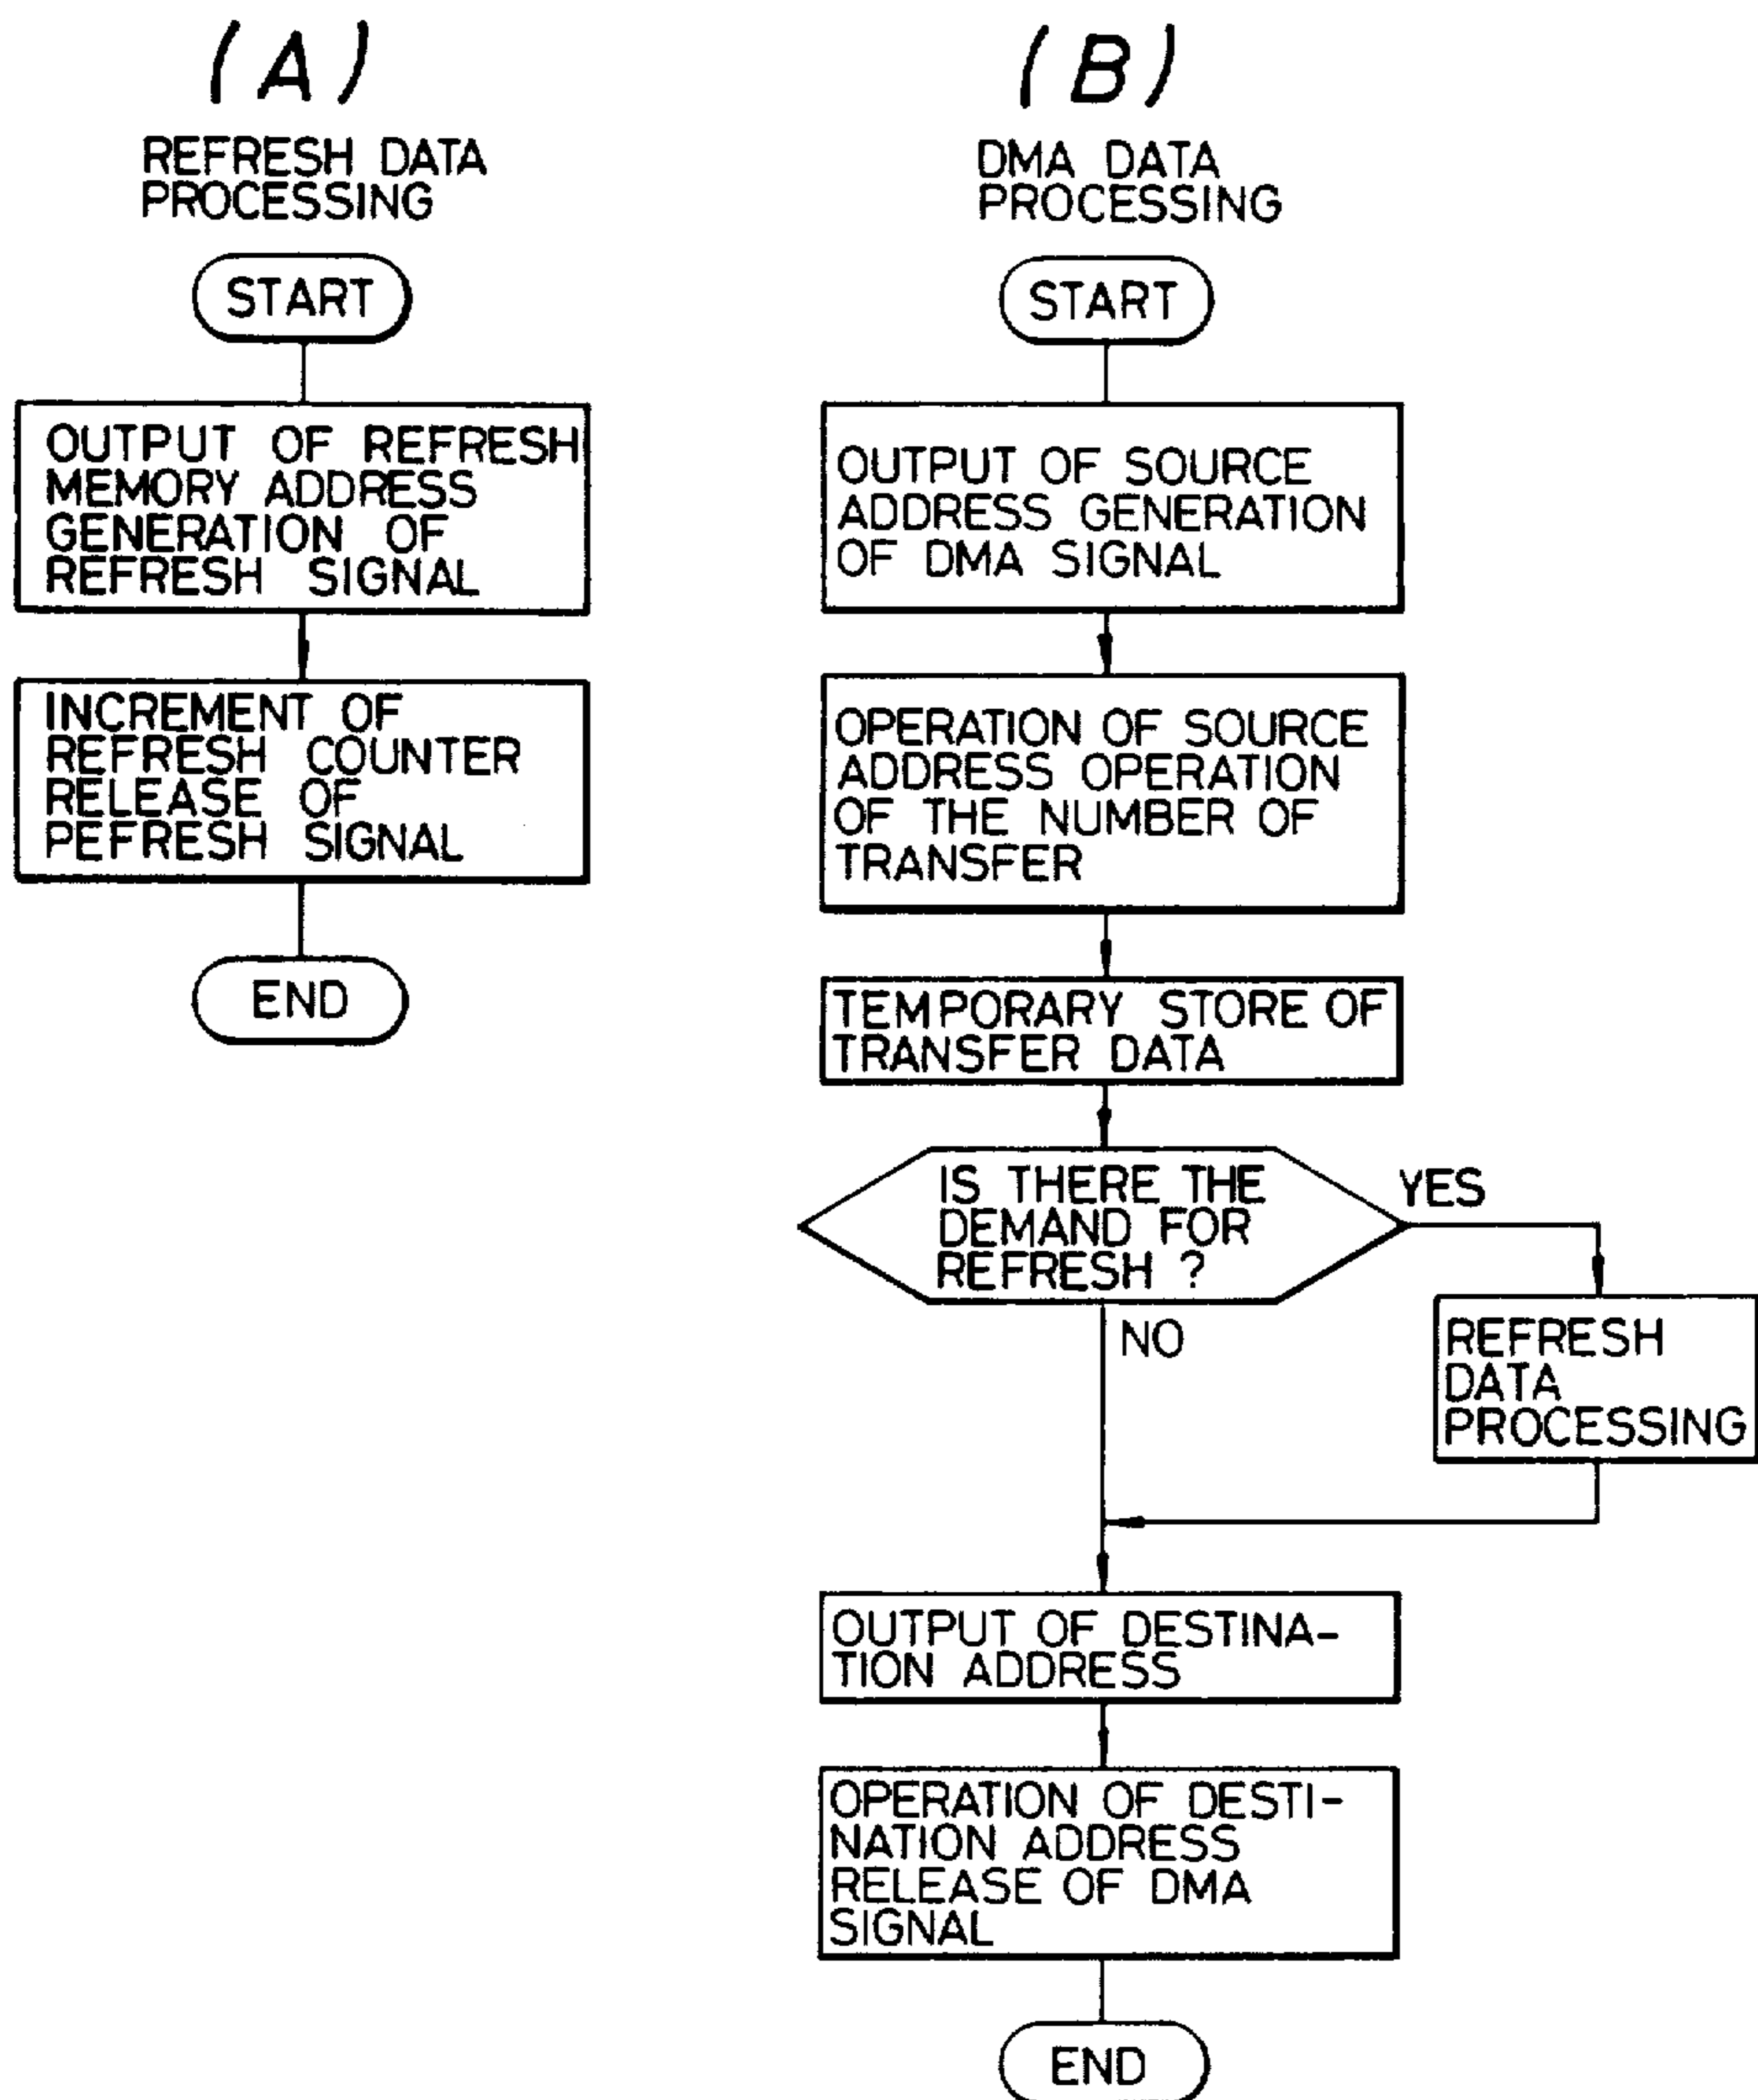 (A)
REFRESH DATA
PROCESSING
START
OUTPUT OF REFRESH
MEMORY ADDRESS
GENERATION OF
REFRESH SIGNAL
INCREMENT OF
REFRESH COUNTER
RELEASE OF
PEFRESH SIGNAL
END
(B)
DMA DATA
PROCESSING
START
OUTPUT OF SOURCE
ADDRESS GENERATION
OF DMA SIGNAL
OPERATION OF SOURCE
ADDRESS OPERATION
OF THE NUMBER OF
TRANSFER
TEMPORARY STORE OF
TRANSFER DATA
IS THERE THE
DEMAND FOR
REFRESH ?
YES
NO
REFRESH
DATA
PROCESSING
OUTPUT OF DESTINA-
TION ADDRESS
OPERATION OF DESTI-
NATION ADDRESS
RELEASE OF DMA
SIGNAL
END